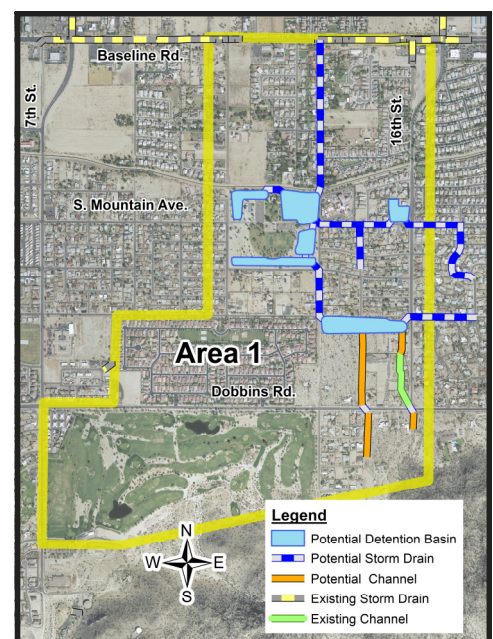 Baseline Rd.
7th St.
16th St.
S. Mountain Ave.
Area 1
Dobbins Rd.
N
W E
S
Legend
Potential Detention Basin
Potential Storm Drain
Potential Channel
Existing Storm Drain
Existing Channel